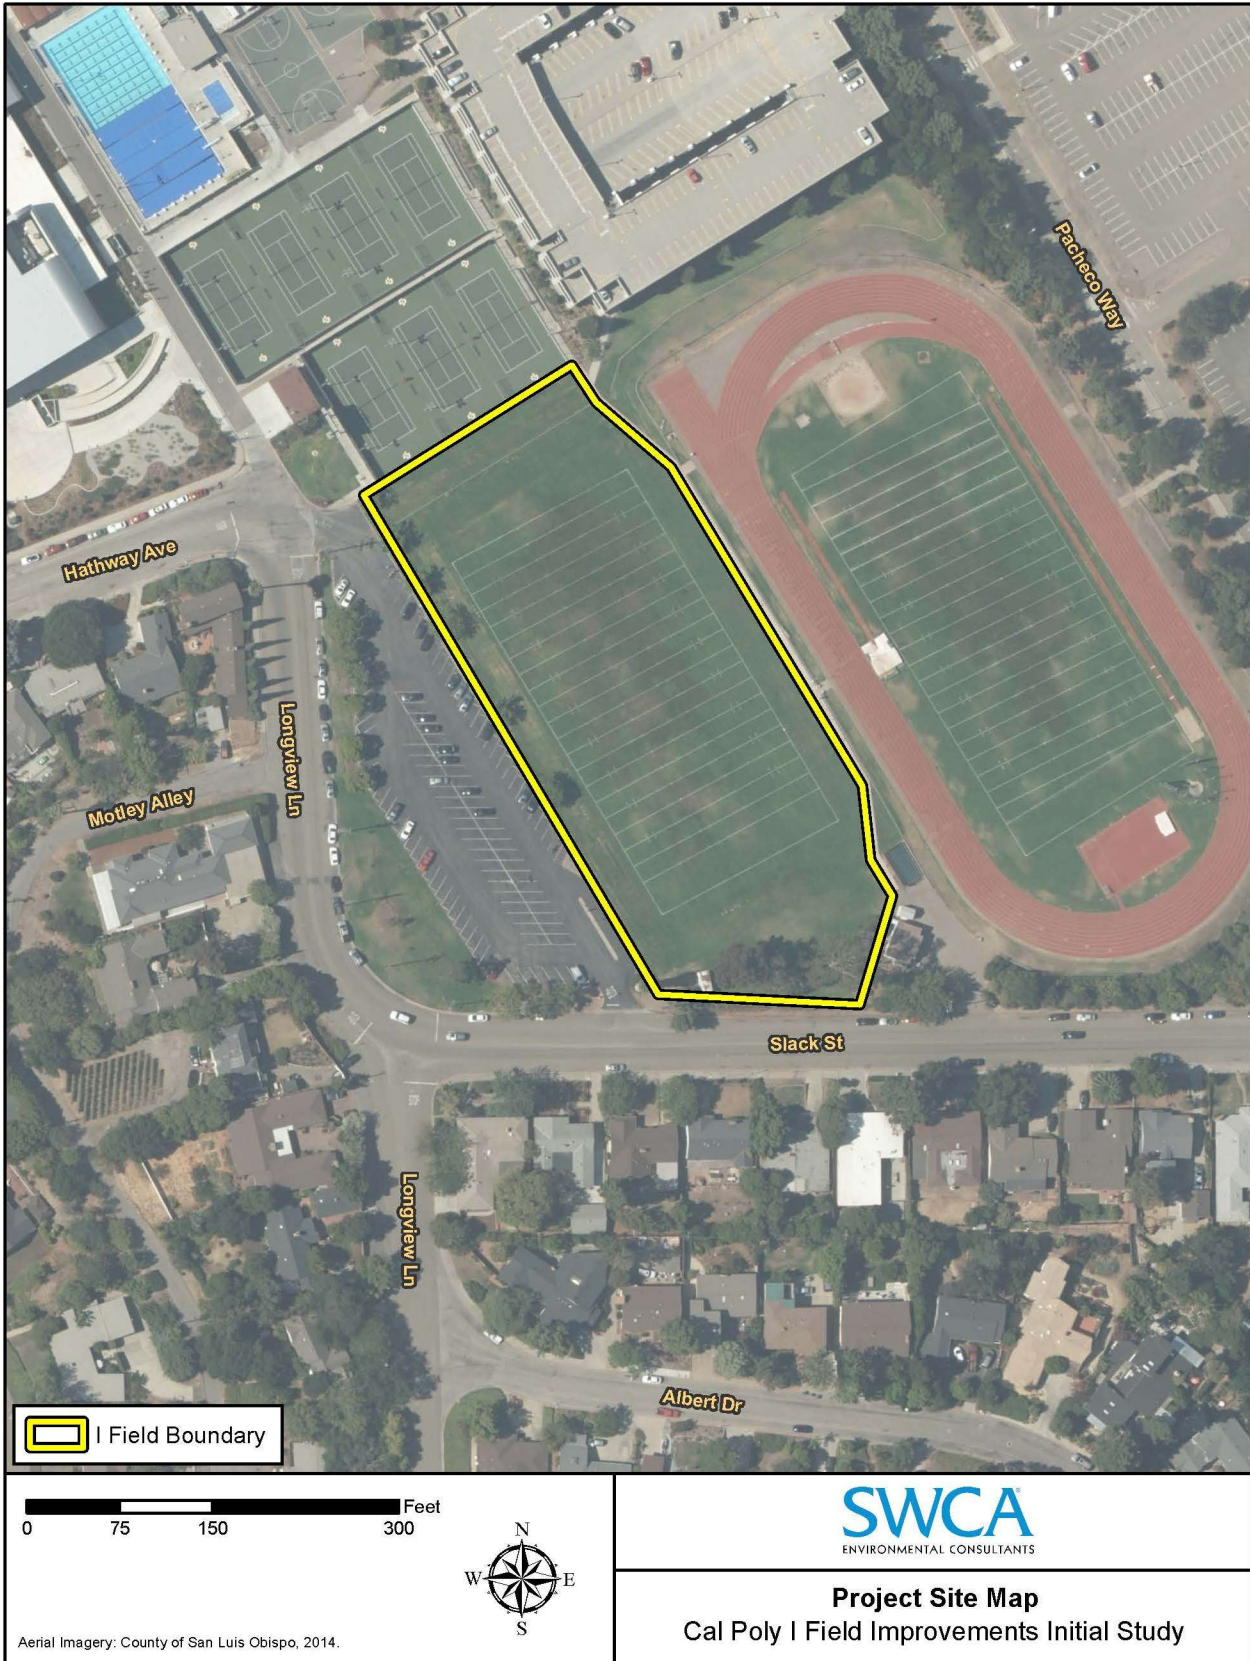 Pacheco Way
Hathway Ave
Longview Ln
Motley Alley
Slack St
Longview Ln
Albert Dr
I Field Boundary
Feet
0 75 150 300
N
W E
S
Aerial Imagery: County of San Luis Obispo, 2014.
SWCA
ENVIRONMENTAL CONSULTANTS
Project Site Map
Cal Poly I Field Improvements Initial Study